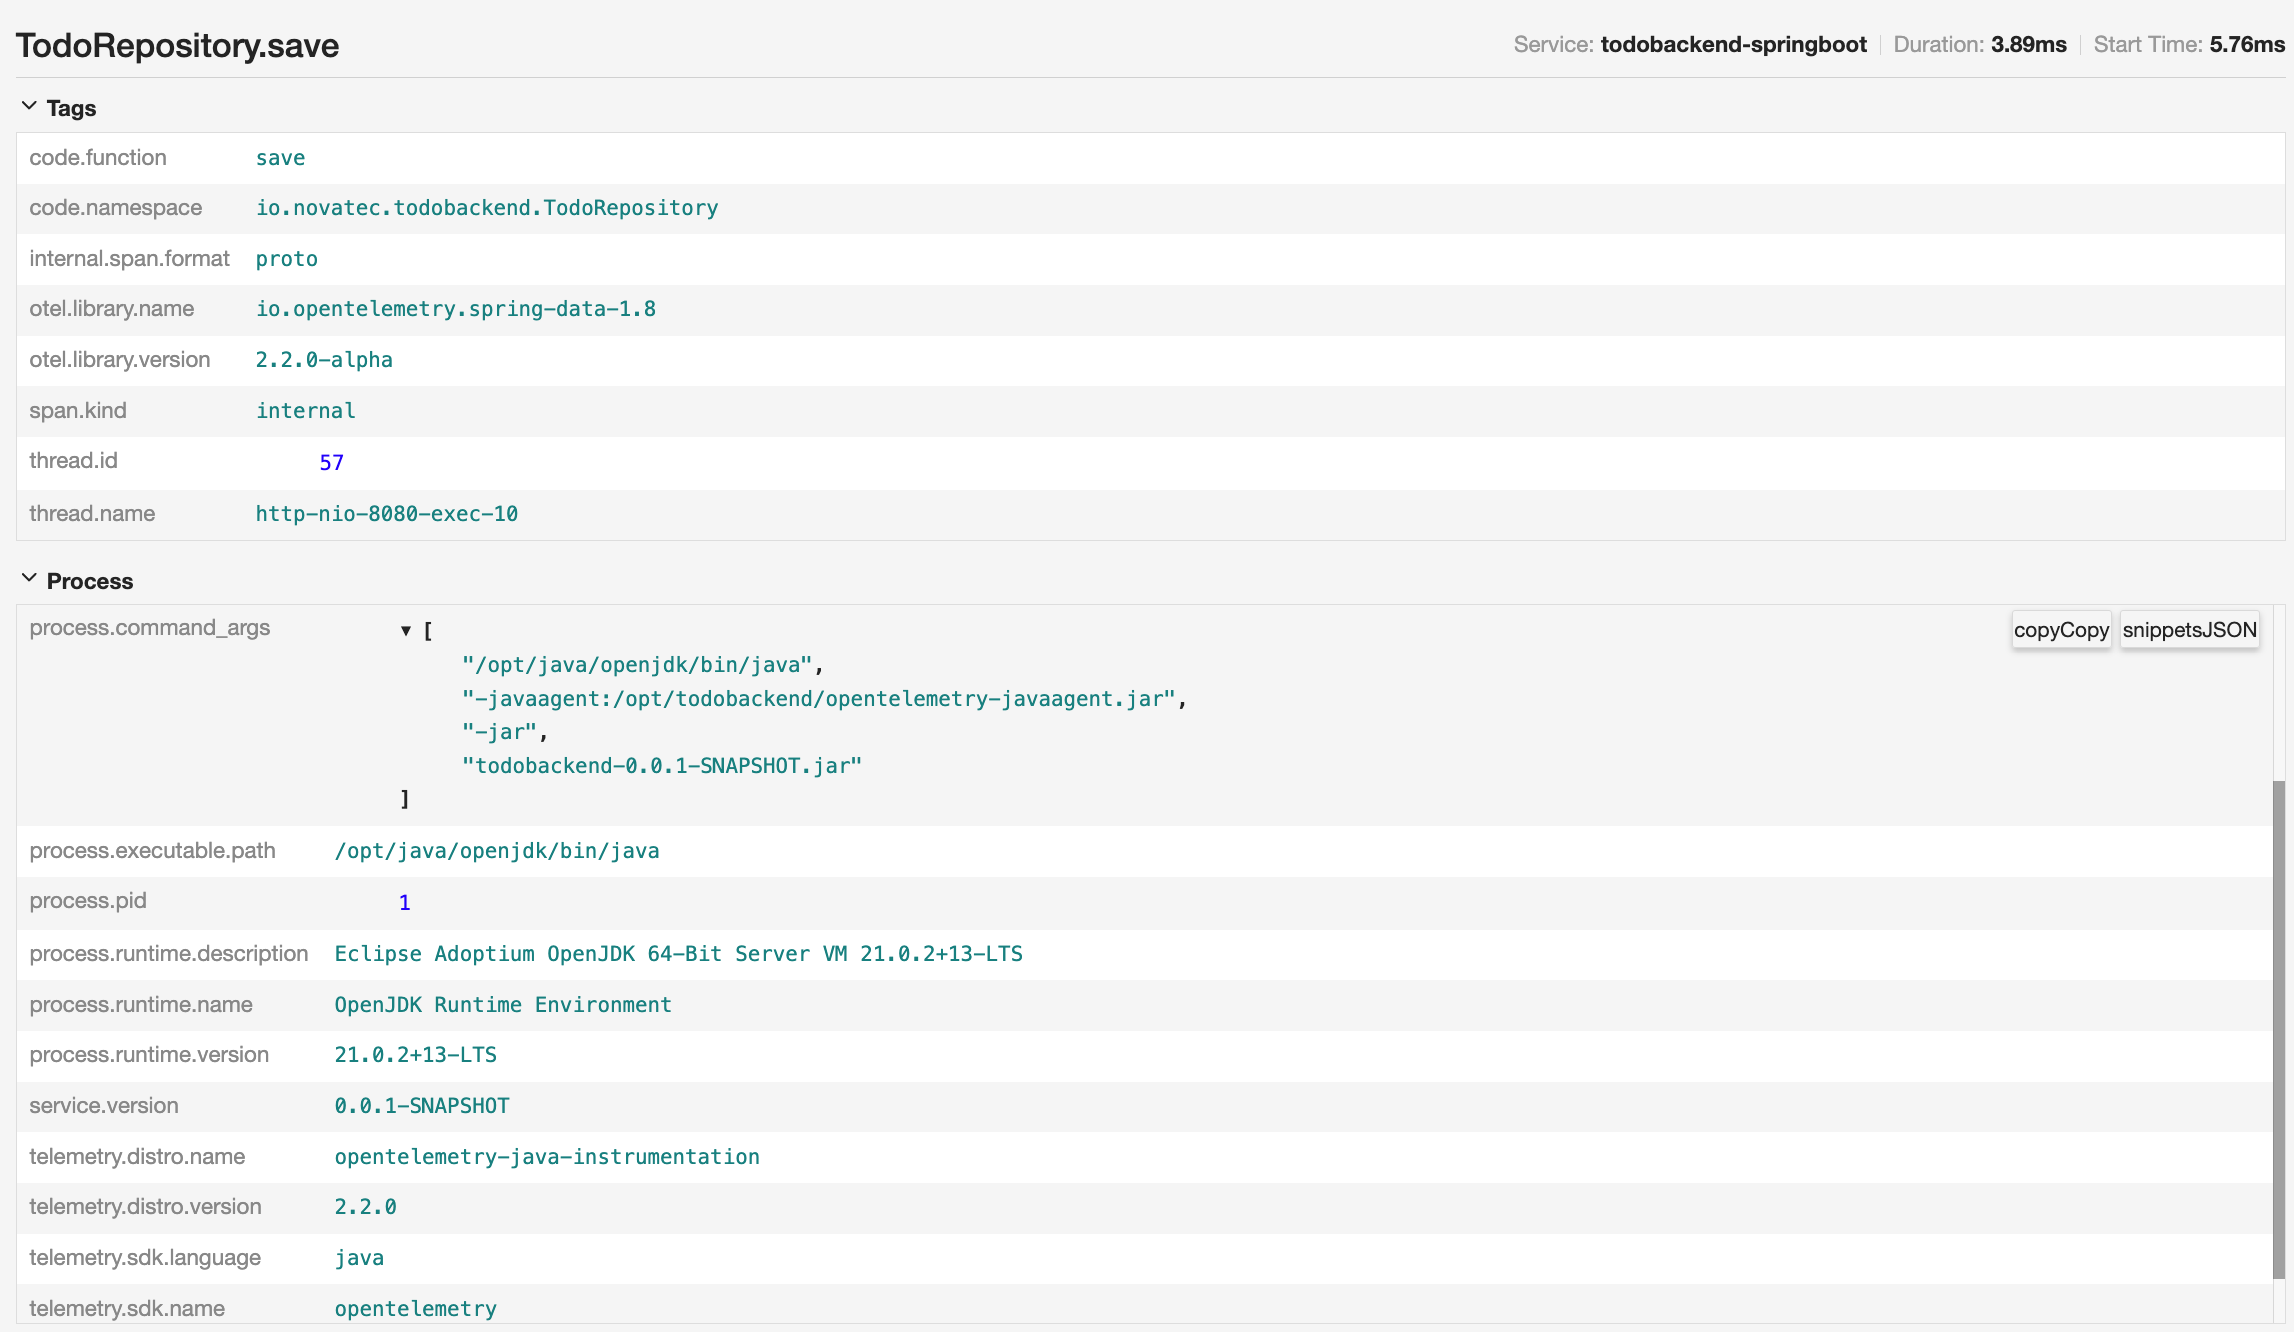 TodoRepository.save
Service: todobackend-springboot Duration: 3.89ms Start Time: 5.76ms
Tags
code.function save
code.namespace io.novatec.todobackend.TodoRepository
internal.span.format proto
otel.library.name io.opentelemetry.spring-data-1.8
otel.library.version 2.2.0-alpha
span.kind internal
thread.id 57
thread.name http-nio-8080-exec-10
Process
process.command_args ▼ [ copyCopy snippetsJSON
"/opt/java/openjdk/bin/java",
"-javaagent:/opt/todobackend/opentelemetry-javaagent.jar",
"-jar",
"todobackend-0.0.1-SNAPSHOT.jar"
]
process.executable.path /opt/java/openjdk/bin/java
process.pid 1
process.runtime.description Eclipse Adoptium OpenJDK 64-Bit Server VM 21.0.2+13-LTS
process.runtime.name OpenJDK Runtime Environment
process.runtime.version 21.0.2+13-LTS
service.version 0.0.1-SNAPSHOT
telemetry.distro.name opentelemetry-java-instrumentation
telemetry.distro.version 2.2.0
telemetry.sdk.language java
telemetry.sdk.name opentelemetry